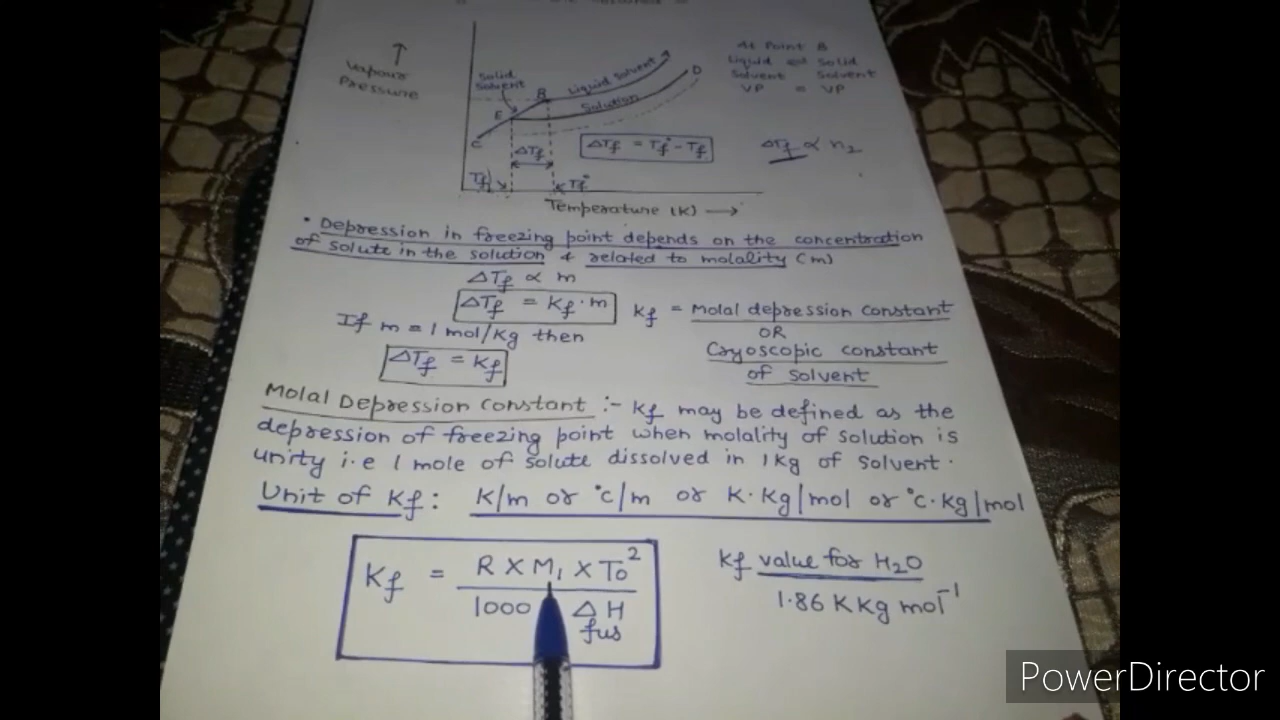 Vapour
Pressure
↑
Solid
Solvent
B
Liquid Solvent
A
Solution
D
E
C
ΔTf
Tf
Tf°
ΔTf = Tf° - Tf
Temperature (K) →
At Point B
Liquid and Solid
Solvent Solvent
VP = VP
ΔTf ∝ n2
• Depression in freezing point depends on the concentration
of solute in the solution & related to molality (m)
ΔTf ∝ m
ΔTf = Kf · m
Kf = Molal depression constant
OR
Cryoscopic constant
of solvent
If m = 1 mol/Kg then
ΔTf = Kf
Molal Depression Constant :- Kf may be defined as the
depression of freezing point when molality of solution is
unity i.e 1 mole of solute dissolved in 1Kg of solvent.
Unit of Kf : K/m or °C/m or K·Kg/mol or °C·Kg/mol
Kf = R X M1 X To²
1000 ΔH
fus
Kf value for H2O
1.86 K Kg mol⁻¹
PowerDirector